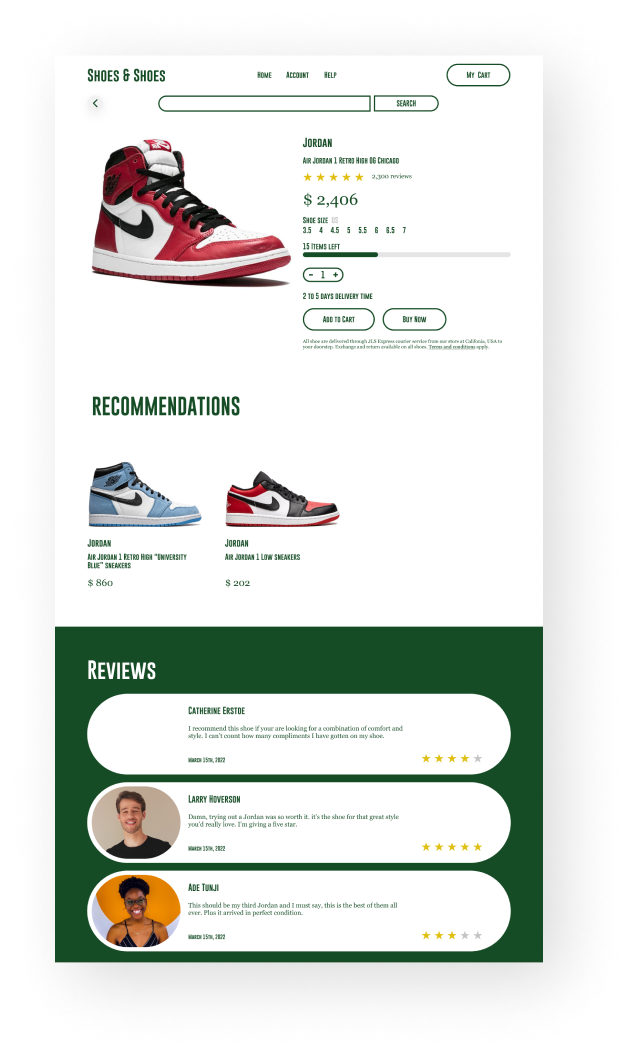 Shoes & Shoes
Home Account Help
My Cart
SEARCH
Jordan
Air Jordan 1 Retro High OG Chicago
2,300 reviews
$ 2,406
Shoe size
3.5 4 4.5 5 5.5 6 6.5 7
15 Items left
- 1 +
2 to 5 days delivery time
Add to Cart
Buy Now
All shoe are delivered through JLS Express courier service from our store at Califonia, USA to
your doorstep. Exchange and return available on all shoes. Terms and conditions apply.
RECOMMENDATIONS
Jordan
Air Jordan 1 Retro High "University
Blue" sneakers
$ 860
Jordan
Air Jordan 1 Low sneakers
$ 202
Reviews
Catherine Erstoe
I recommend this shoe if your are looking for a combination of comfort and
style. I can't count how many compliments I have gotten on my shoe.
March 15th, 2022
Larry Hoverson
Damn, trying out a Jordan was so worth it. it's the shoe for that great style
you'd really love. I'm giving a five star.
March 15th, 2022
Ade Tunji
This should be my third Jordan and I must say, this is the best of them all
ever. Plus it arrived in perfect condition.
March 15th, 2022